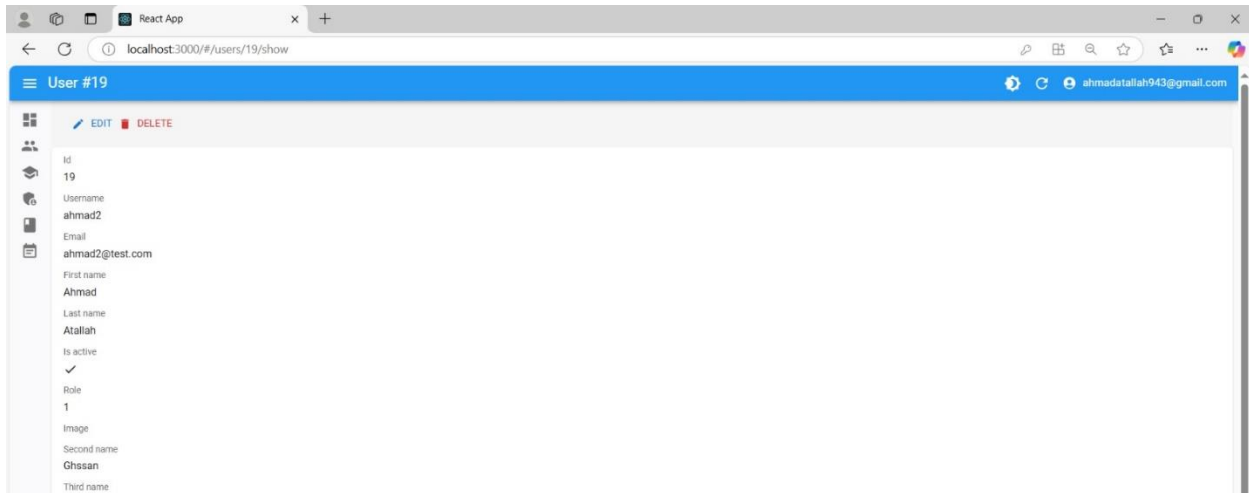 React App
localhost:3000/#/users/19/show
User #19
ahmadatallah943@gmail.com
EDIT DELETE
Id
19
Username
ahmad2
Email
ahmad2@test.com
First name
Ahmad
Last name
Atallah
Is active
Role
1
Image
Second name
Ghssan
Third name